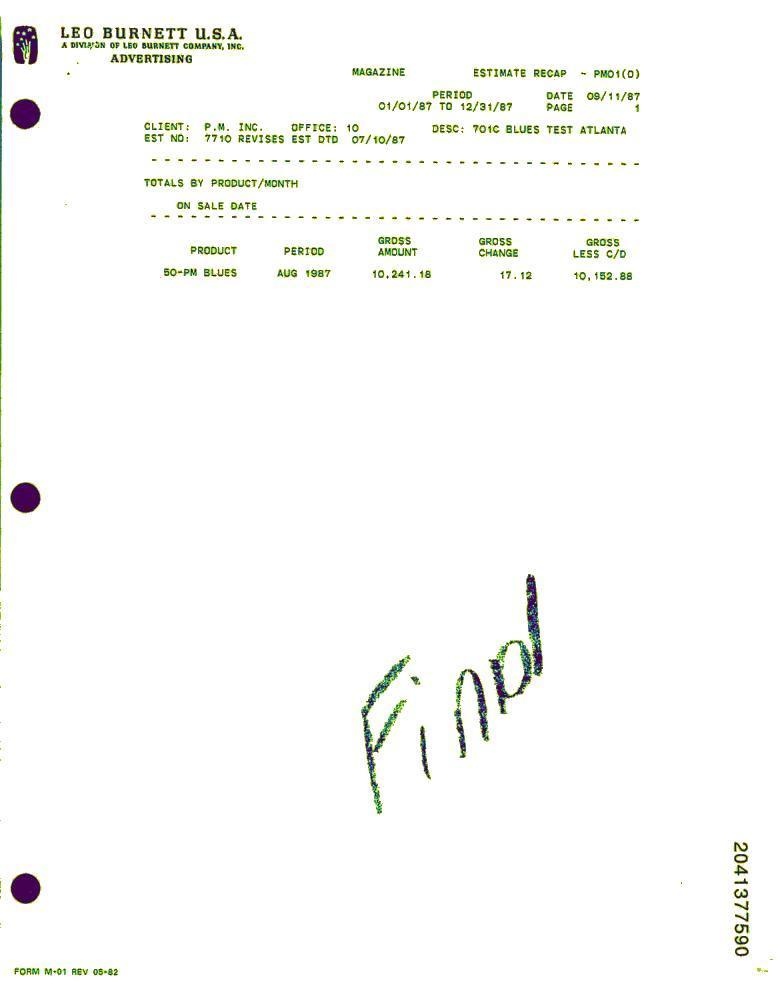 LEO BURNETT U.S.A.
A DIVISION OF LEO BURNETT COMPANY, INC.
ADVERTISING
MAGAZINE ESTIMATE RECAP - PM01(0)
PERIOD DATE 09/11/87
01/01/87 TO 12/31/87 PAGE 1
CLIENT: P.M. INC. OFFICE: 10 DESC: 701C BLUES TEST ATLANTA
EST NO: 7710 REVISES EST DTD 07/10/87
TOTALS BY PRODUCT/MONTH
ON SALE DATE
GROSS GROSS GROSS
PRODUCT PERIOD AMOUNT CHANGE LESS C/D
50-PM BLUES AUG 1987 10,241.18 17.12 10,152.88
Final
2041377590
FORM M-01 REV 05-82